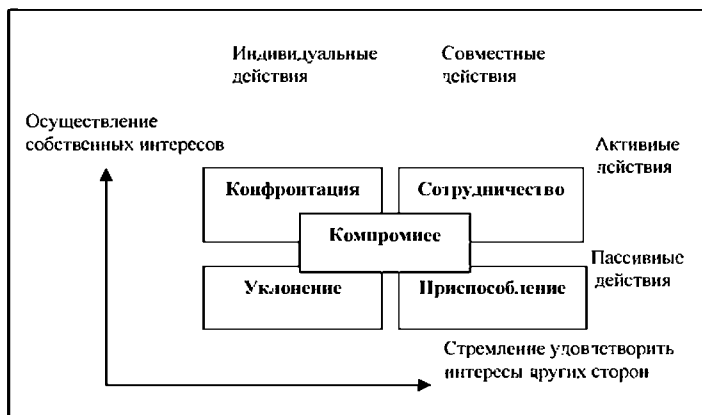 Индивидуальные
действия
Совместные
действия
Осуществление
собственных интересов
Активные
действия
Конфронтация
Сотрудничество
Компромисс
Пассивные
действия
Уклонение
Приспособление
Стремление удовлетворить
интересы других сторон